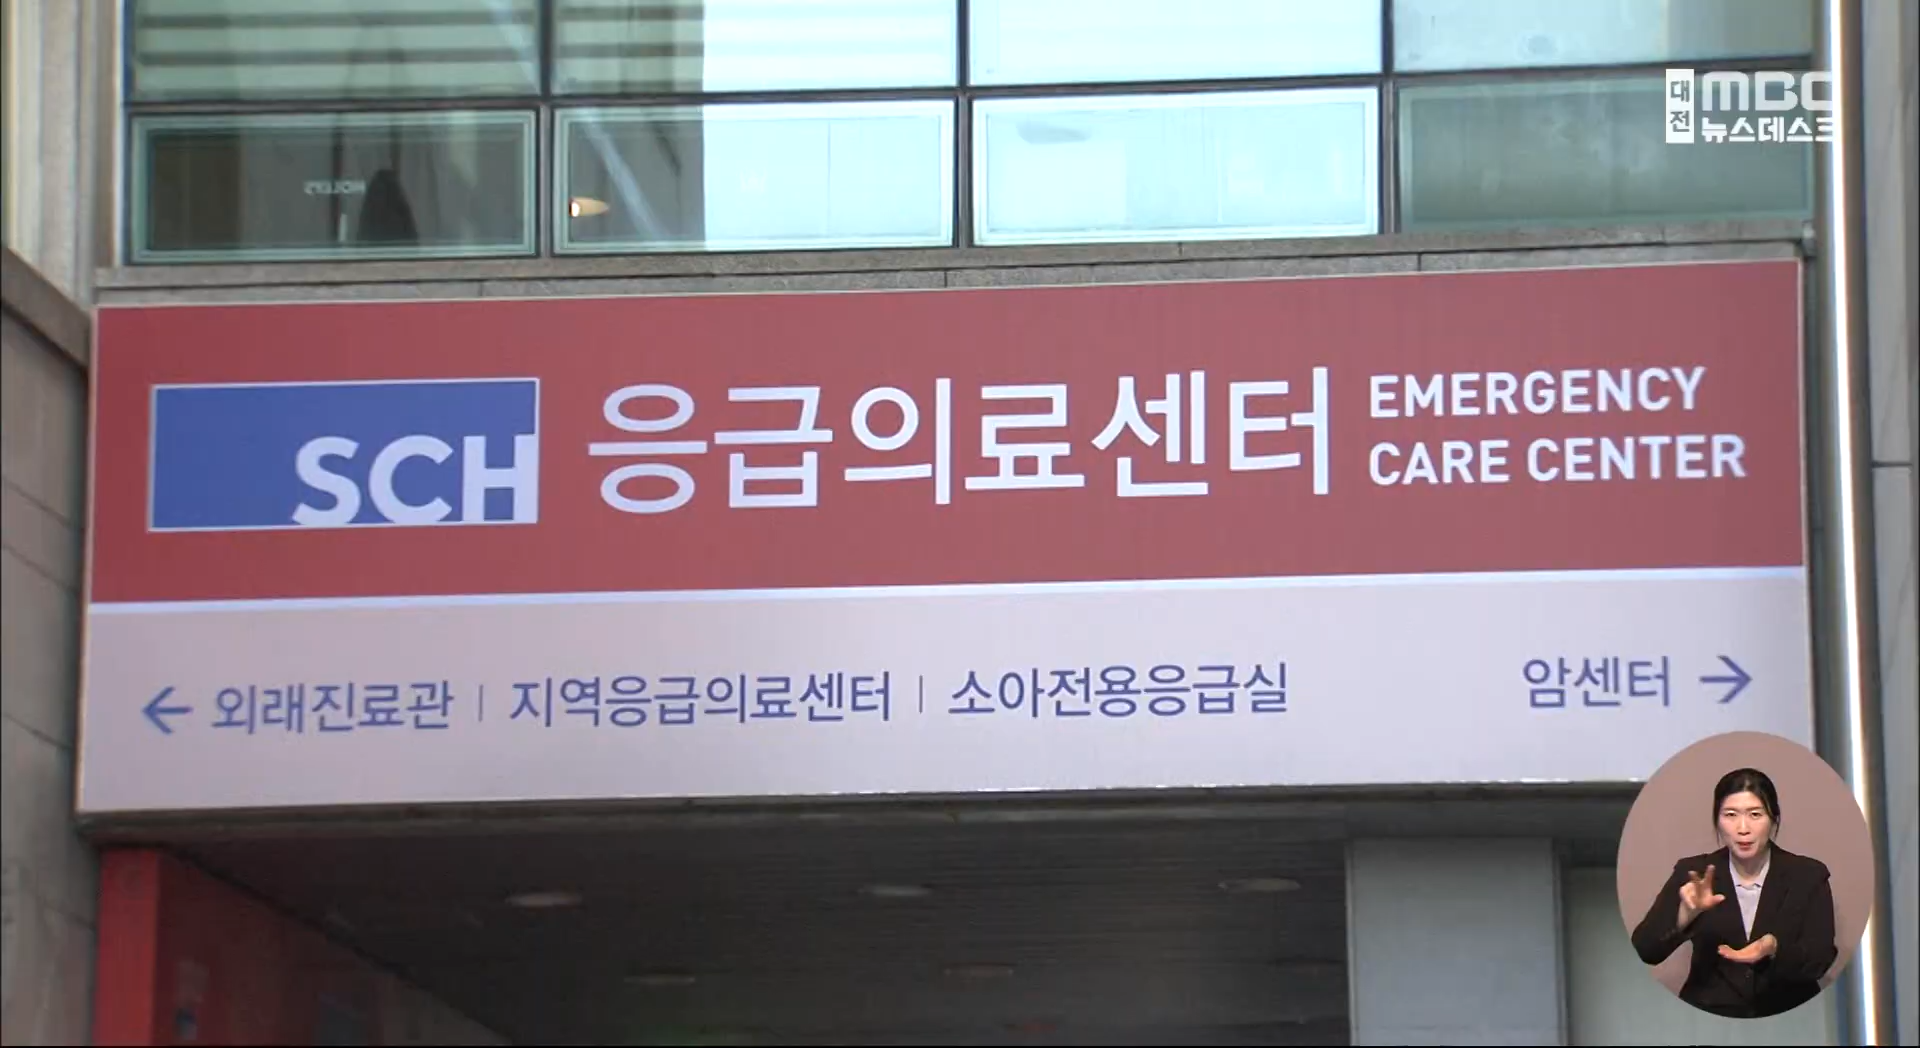 대전 MBC
뉴스데스크
SCH 응급의료센터 EMERGENCY
CARE CENTER
← 외래진료관 | 지역응급의료센터 | 소아전용응급실 암센터 →